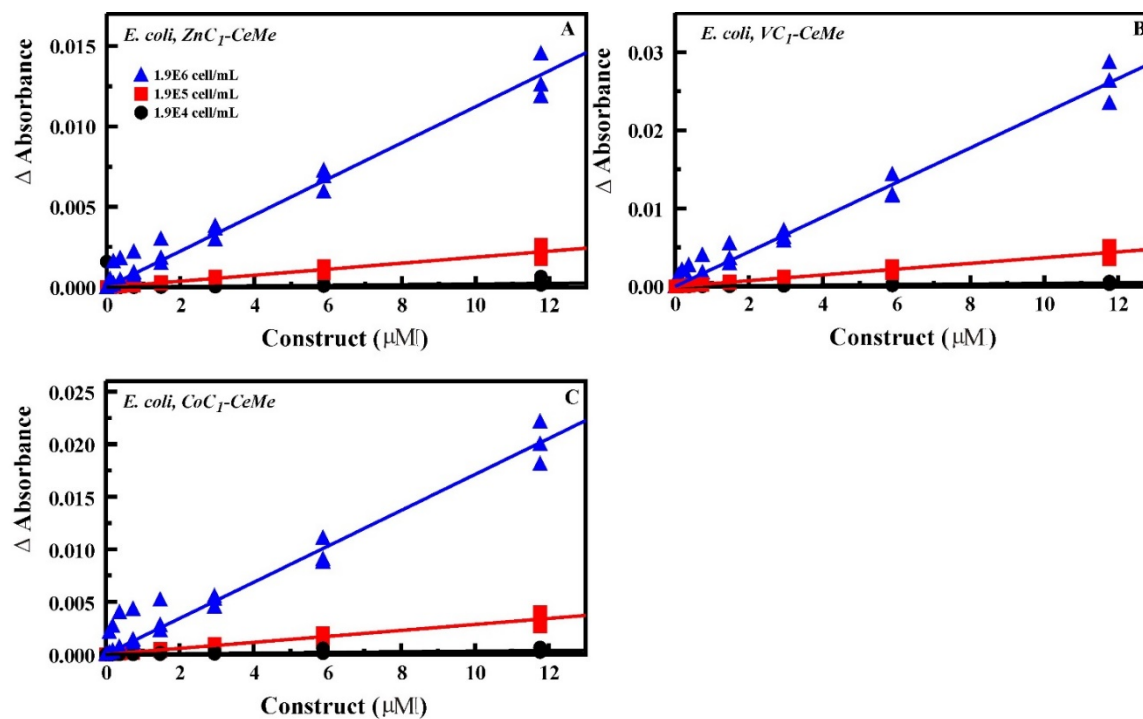 E. coli, ZnC1-CeMe
A
1.9E6 cell/mL
1.9E5 cell/mL
1.9E4 cell/mL
0.015
0.010
0.005
0.000
Δ Absorbance
0 2 4 6 8 10 12
Construct (μM)
E. coli, VC1-CeMe
B
0.03
0.02
0.01
0.00
Δ Absorbance
0 2 4 6 8 10 12
Construct (μM)
E. coli, CoC1-CeMe
C
0.025
0.020
0.015
0.010
0.005
0.000
Δ Absorbance
0 2 4 6 8 10 12
Construct (μM)